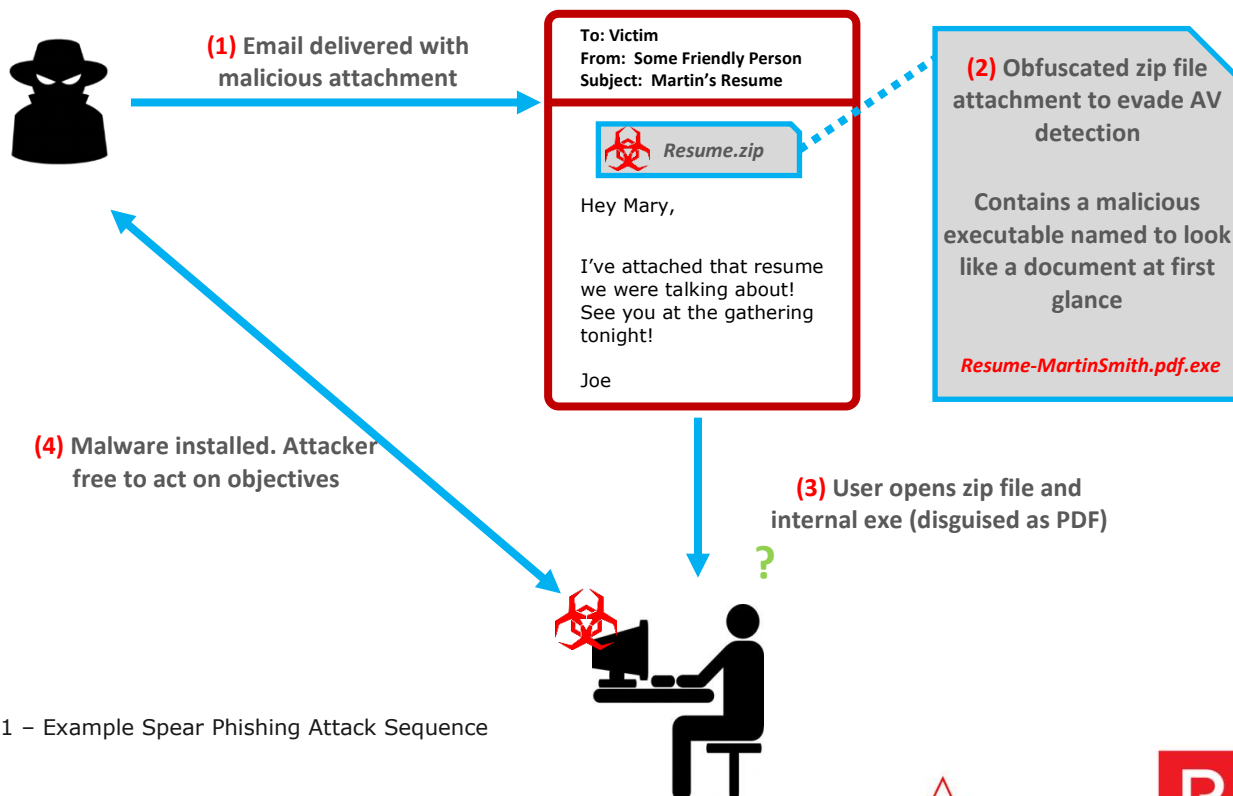 (1) Email delivered with
malicious attachment
To: Victim
From: Some Friendly Person
Subject: Martin's Resume
Resume.zip
Hey Mary,
I've attached that resume
we were talking about!
See you at the gathering
tonight!
Joe
(2) Obfuscated zip file
attachment to evade AV
detection
Contains a malicious
executable named to look
like a document at first
glance
Resume-MartinSmith.pdf.exe
(3) User opens zip file and
internal exe (disguised as PDF)
?
(4) Malware installed. Attacker
free to act on objectives
1 – Example Spear Phishing Attack Sequence